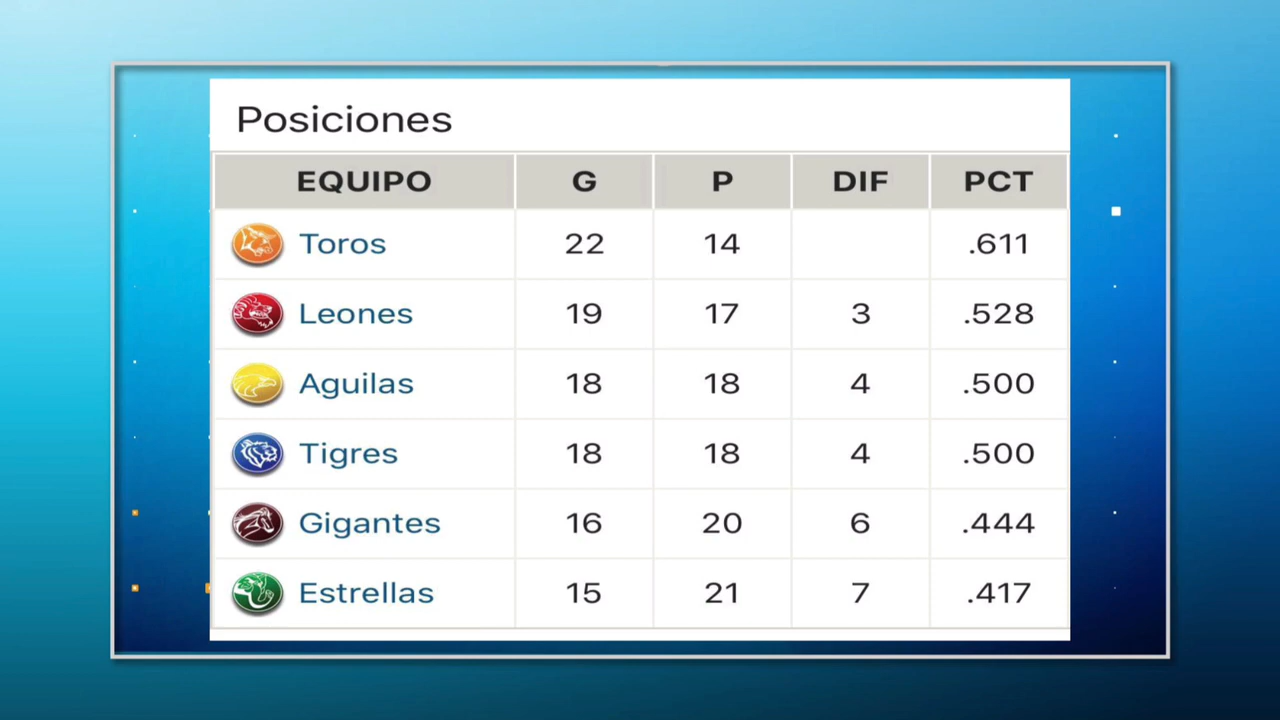 Posiciones
EQUIPO G P DIF PCT
Toros 22 14 .611
Leones 19 17 3 .528
Aguilas 18 18 4 .500
Tigres 18 18 4 .500
Gigantes 16 20 6 .444
Estrellas 15 21 7 .417